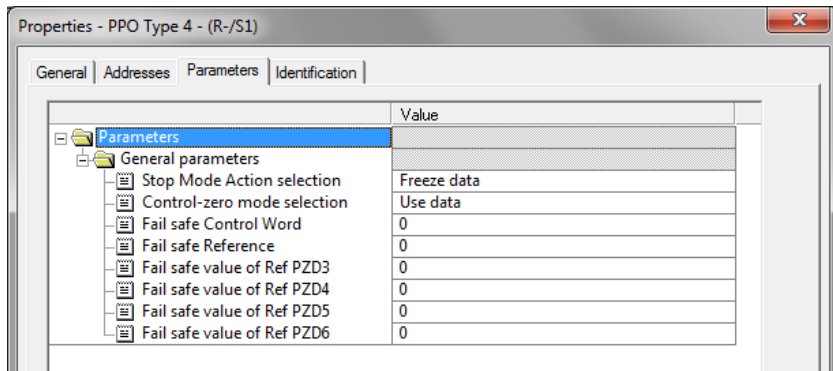 Properties - PPO Type 4 - (R-/S1)
General Addresses Parameters Identification
Value
Parameters
General parameters
Stop Mode Action selection Freeze data
Control-zero mode selection Use data
Fail safe Control Word 0
Fail safe Reference 0
Fail safe value of Ref PZD3 0
Fail safe value of Ref PZD4 0
Fail safe value of Ref PZD5 0
Fail safe value of Ref PZD6 0